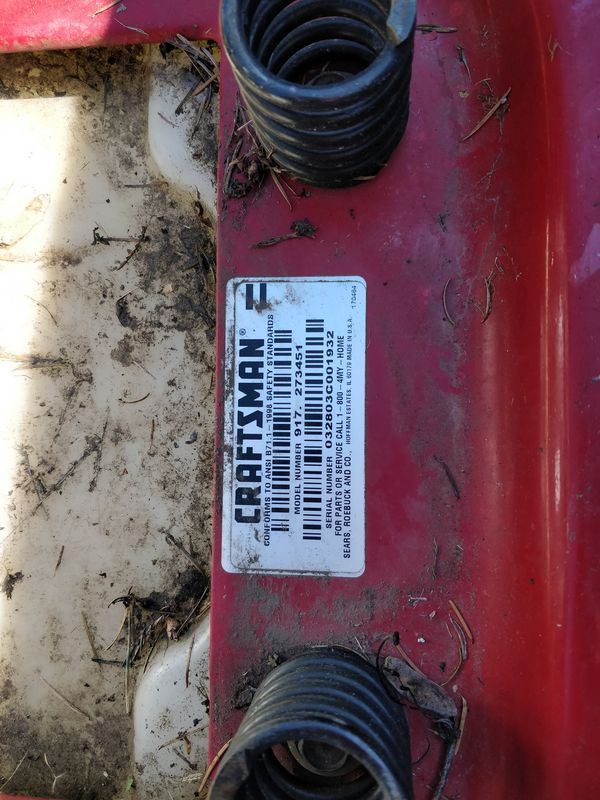 CRAFTSMAN®
CONFORMS TO ANSI B71.1-1998 SAFETY STANDARDS
MODEL NUMBER 917. 273451
SERIAL NUMBER 032803C001932
FOR PARTS OR SERVICE CALL 1-800-4MY-HOME
SEARS, ROEBUCK AND CO., HOFFMAN ESTATES, IL 60179 MADE IN U.S.A.
170464